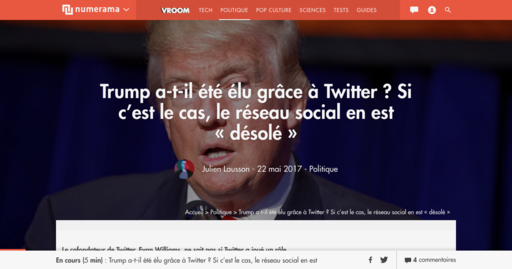 numerama
VROOM TECH POLITIQUE POP CULTURE SCIENCES TESTS GUIDES
Trump a-t-il été élu grâce à Twitter ? Si
c’est le cas, le réseau social en est
« désolé »
Julien Lausson - 22 mai 2017 - Politique
Accueil > Politique > Trump a-t-il été élu grâce à Twitter ? Si c’est le cas, le réseau social en est « désolé »
Le cofondateur de Twitter, Evan Williams, ne sait pas si Twitter a joué un rôle
En cours (5 min) : Trump a-t-il été élu grâce à Twitter ? Si c’est le cas, le réseau social en est
4 commentaires